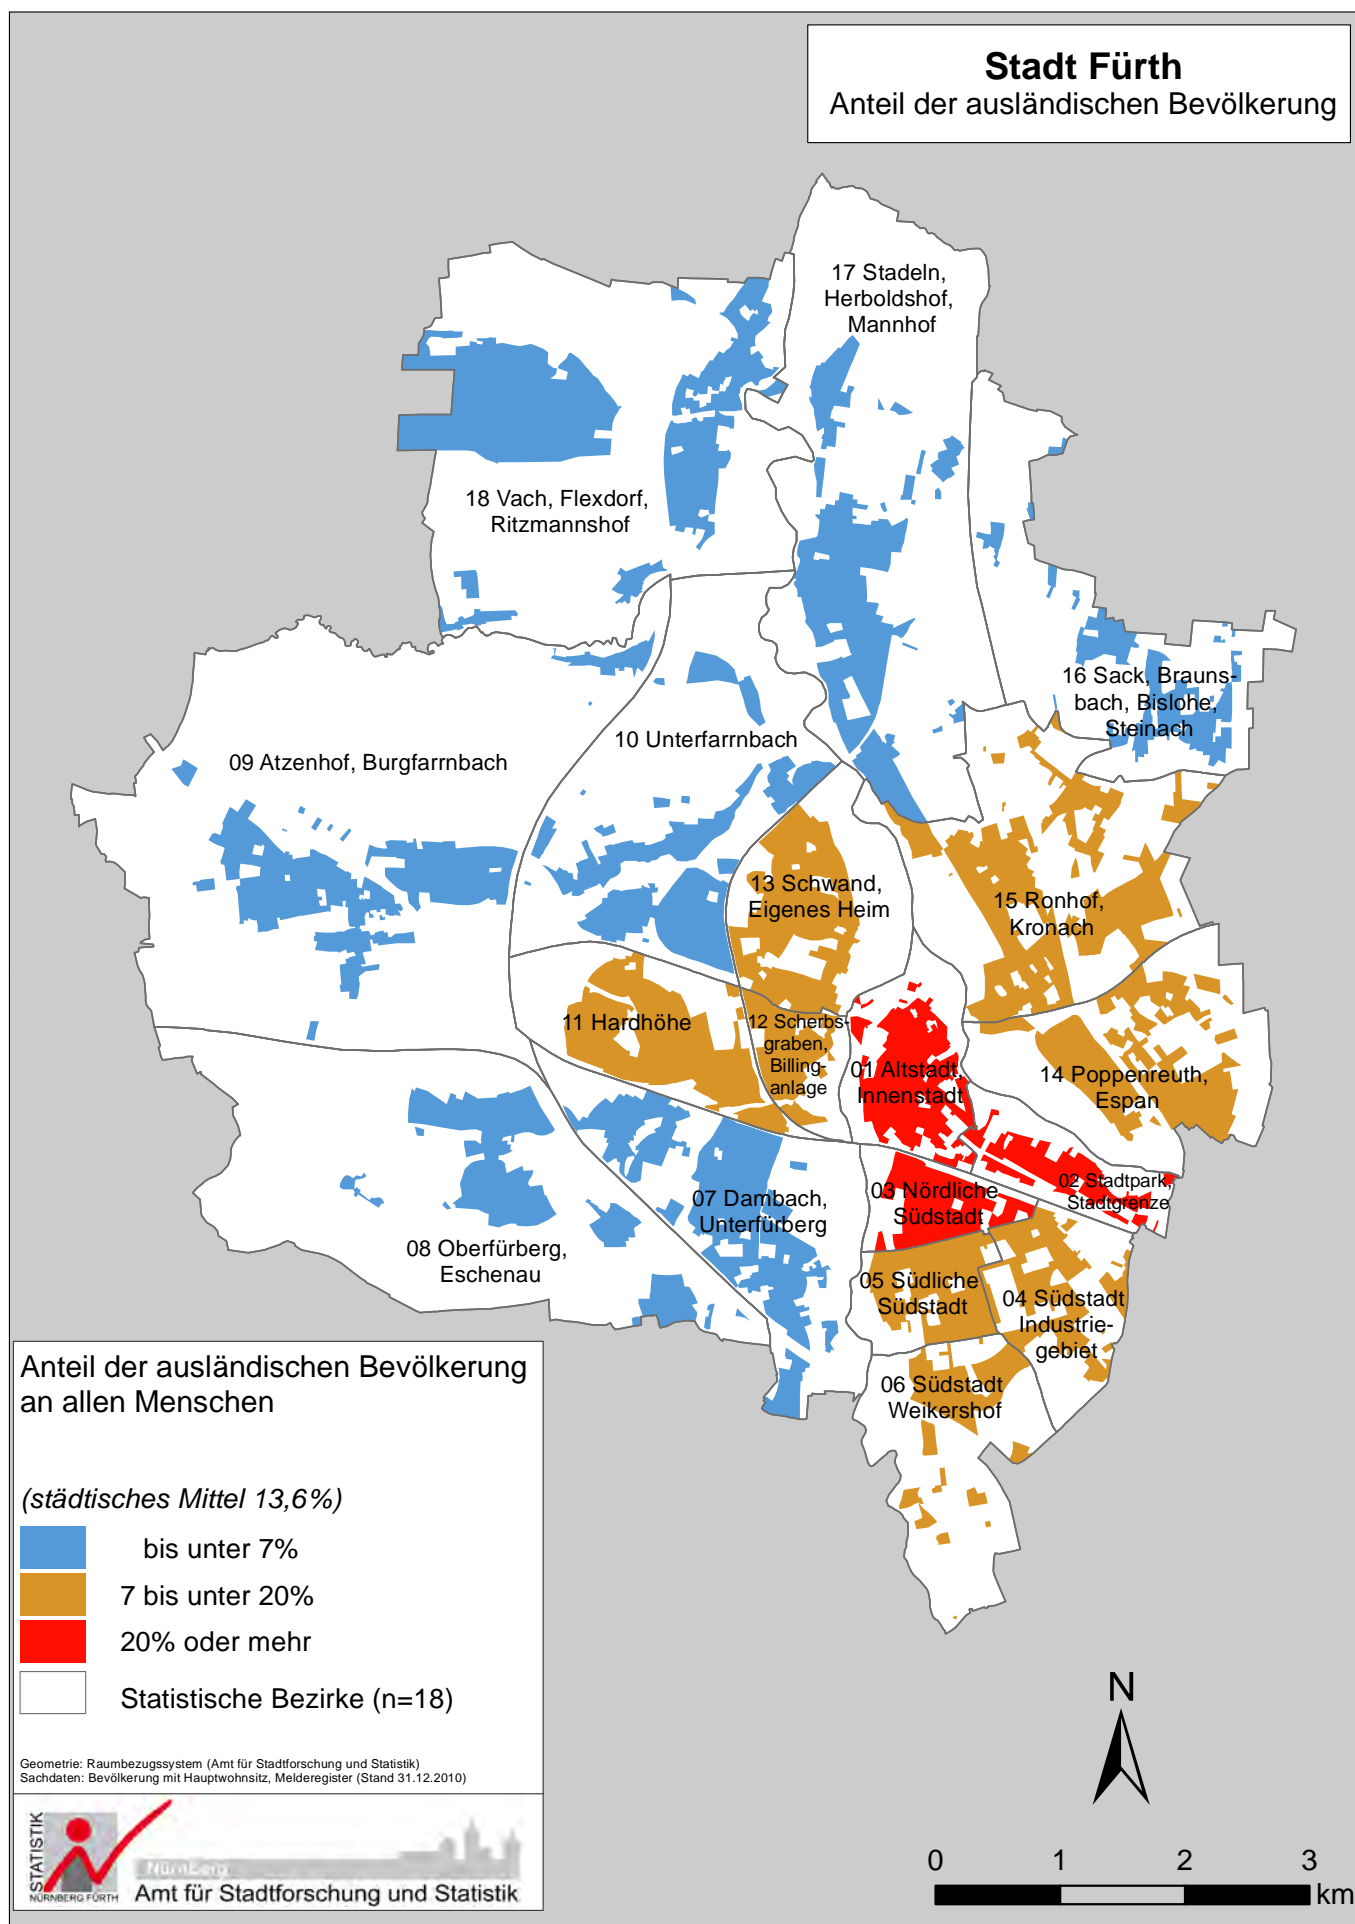 Stadt Fürth
Anteil der ausländischen Bevölkerung
17 Stadeln,
Herboldshof,
Mannhof
18 Vach, Flexdorf,
Ritzmannshof
16 Sack, Brauns-
bach, Bislohe,
Steinach
10 Unterfarrnbach
09 Atzenhof, Burgfarrnbach
13 Schwand,
Eigenes Heim
15 Ronhof,
Kronach
11 Hardhöhe
12 Scherbs-
graben,
Billing-
anlage
01 Altstadt,
Innenstadt
14 Poppenreuth,
Espan
02 Stadtpark,
Stadtgrenze
03 Nördliche
Südstadt
07 Dambach,
Unterfürberg
08 Oberfürberg,
Eschenau
05 Südliche
Südstadt
04 Südstadt
Industrie-
gebiet
06 Südstadt
Weikershof
Anteil der ausländischen Bevölkerung
an allen Menschen
(städtisches Mittel 13,6%)
bis unter 7%
7 bis unter 20%
20% oder mehr
Statistische Bezirke (n=18)
Geometrie: Raumbezugssystem (Amt für Stadtforschung und Statistik)
Sachdaten: Bevölkerung mit Hauptwohnsitz, Melderegister (Stand 31.12.2010)
STATISTIK
NÜRNBERG FÜRTH
Nürnberg
Amt für Stadtforschung und Statistik
N
0 1 2 3
km